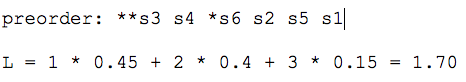 preorder: **s3 s4 *s6 s2 s5 s1
L = 1 * 0.45 + 2 * 0.4 + 3 * 0.15 = 1.70